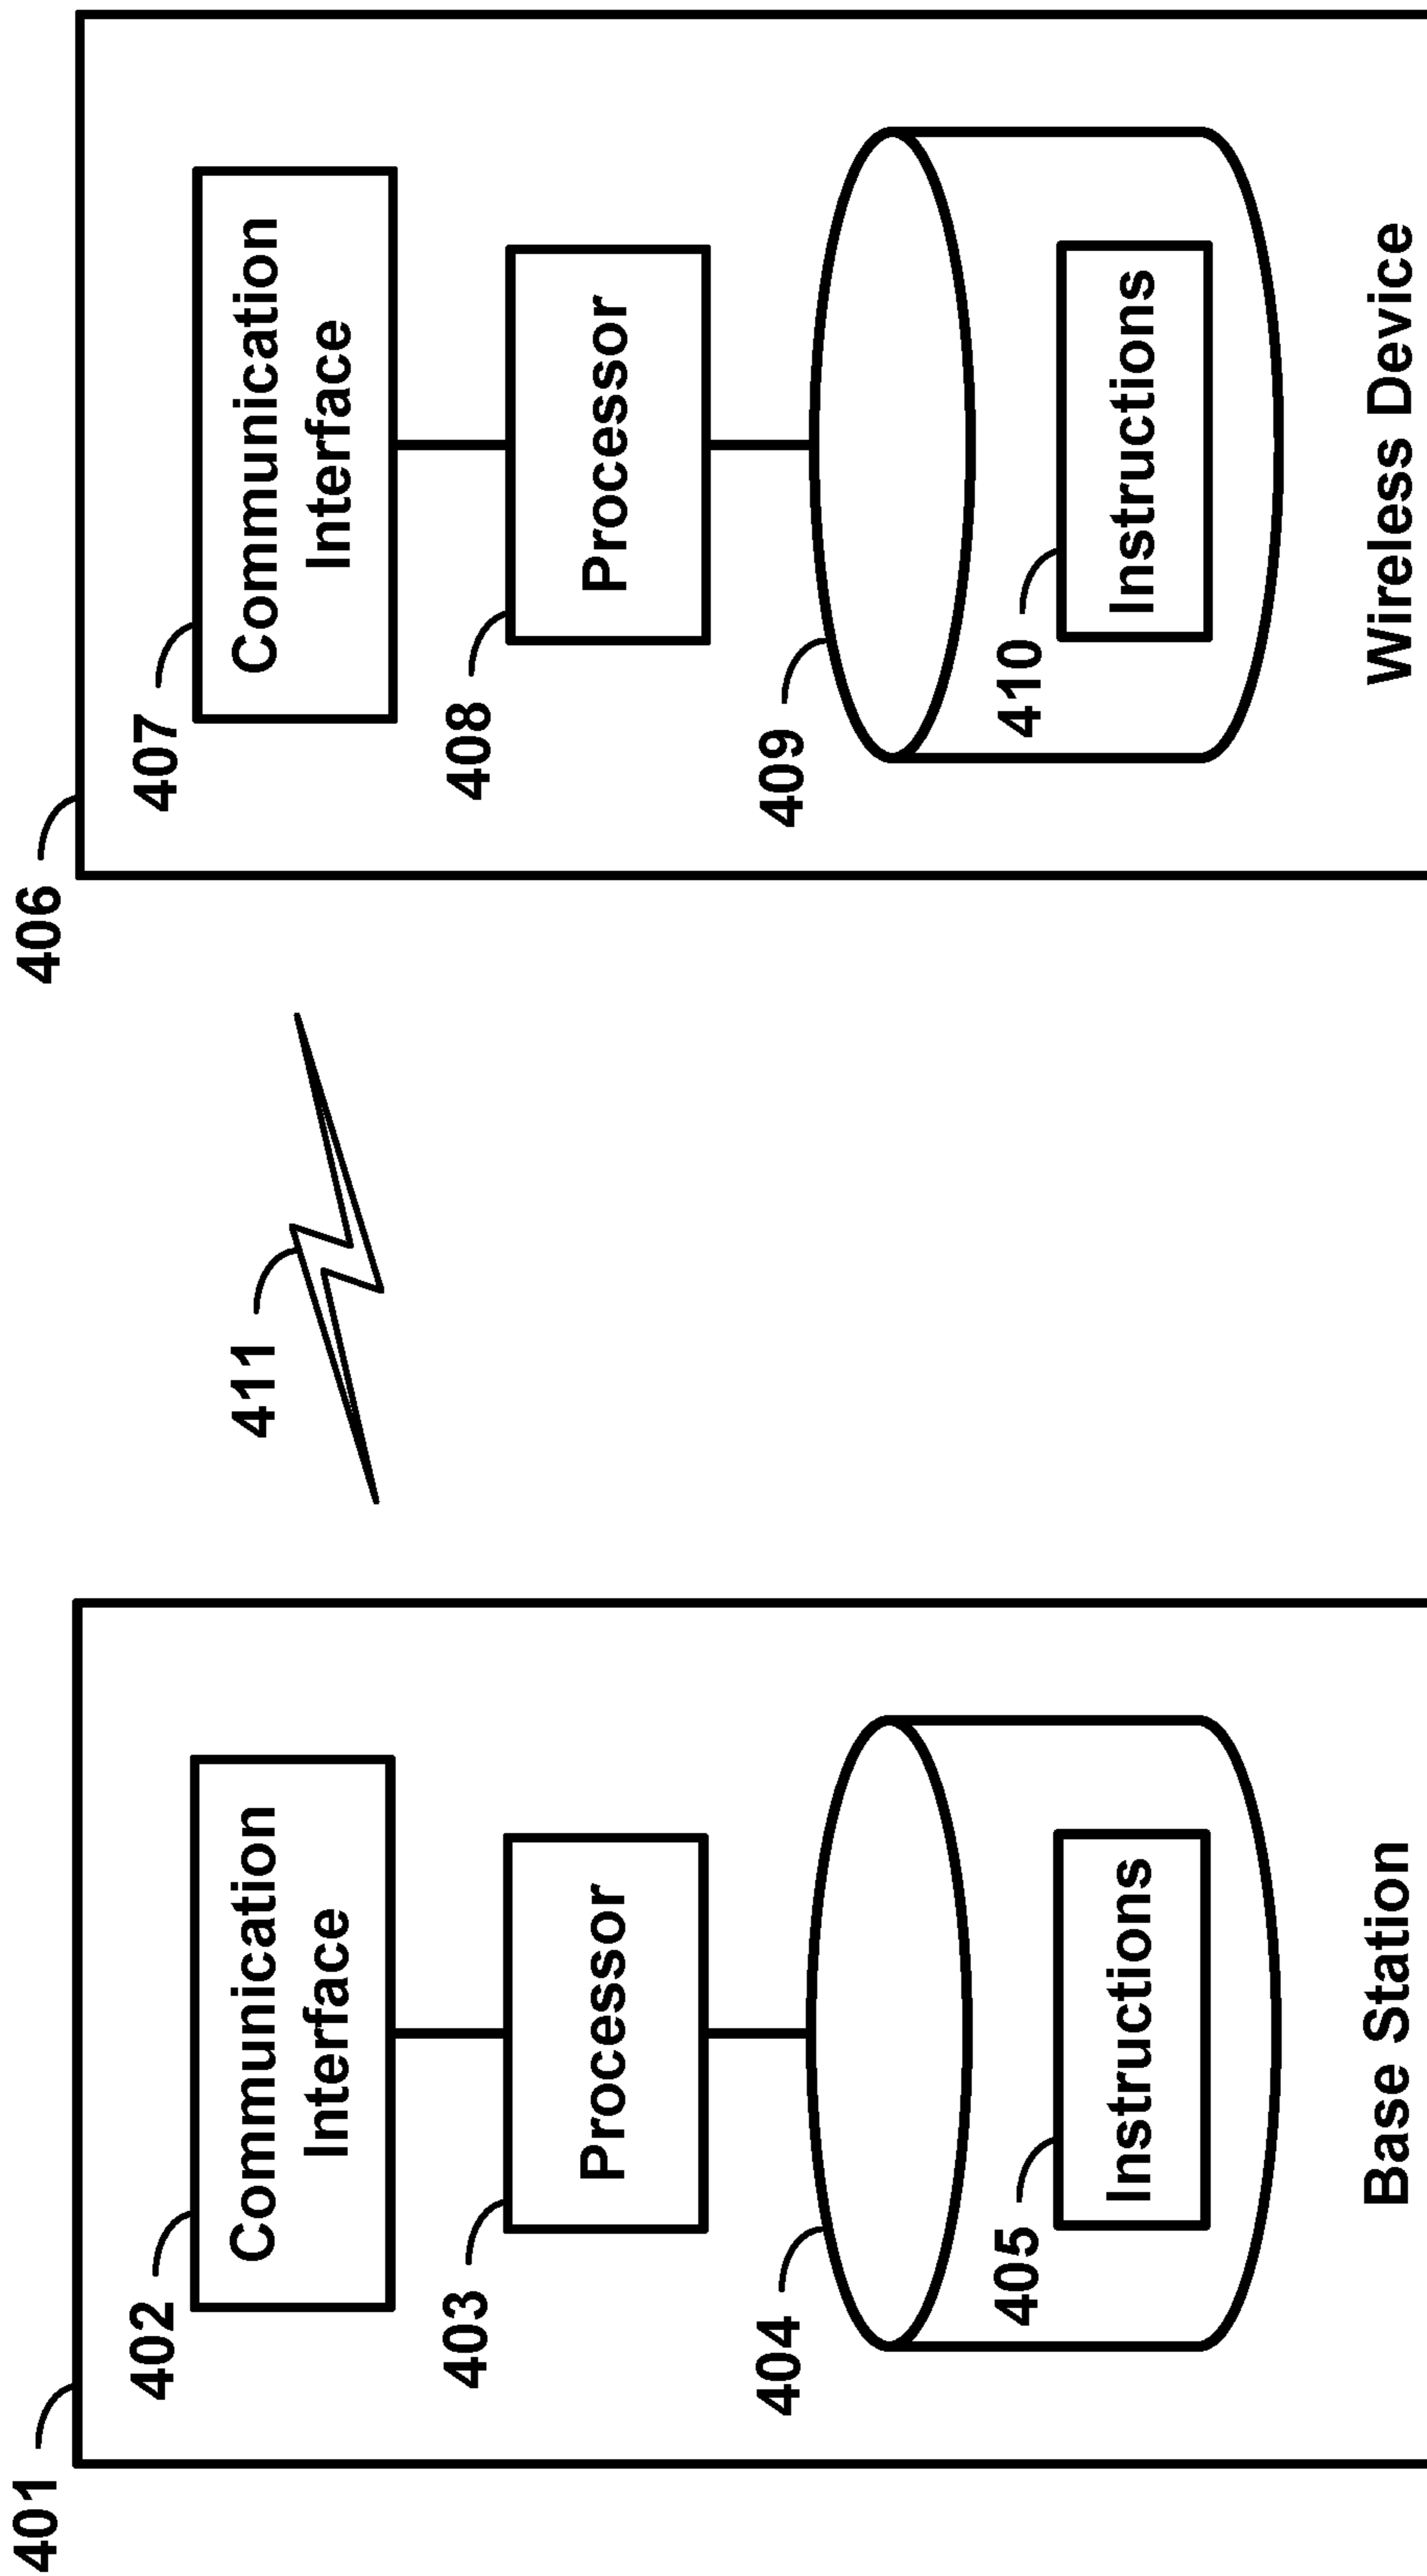 401
402
Communication
Interface
403
Processor
404
405
Instructions
Base Station
411
406
407
Communication
Interface
408
Processor
409
410
Instructions
Wireless Device